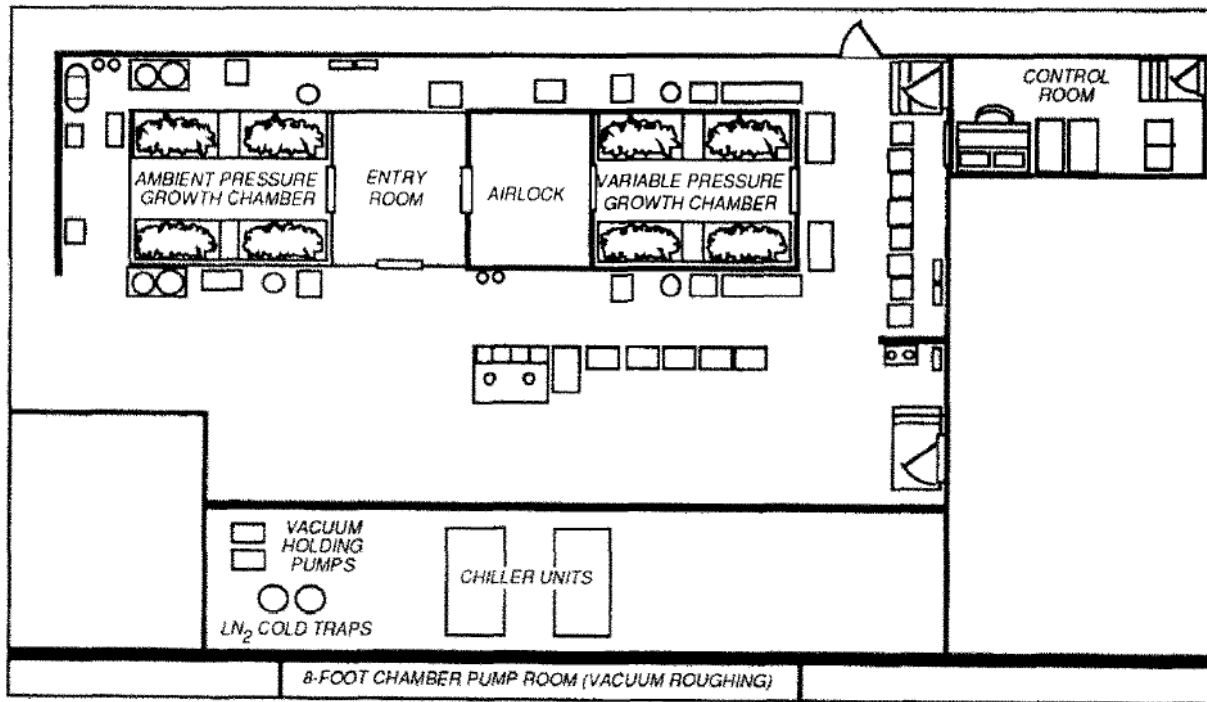 CONTROL
ROOM
AMBIENT PRESSURE
GROWTH CHAMBER
ENTRY
ROOM
AIRLOCK
VARIABLE PRESSURE
GROWTH CHAMBER
VACUUM
HOLDING
PUMPS
CHILLER UNITS
LN₂ COLD TRAPS
8-FOOT CHAMBER PUMP ROOM (VACUUM ROUGHING)